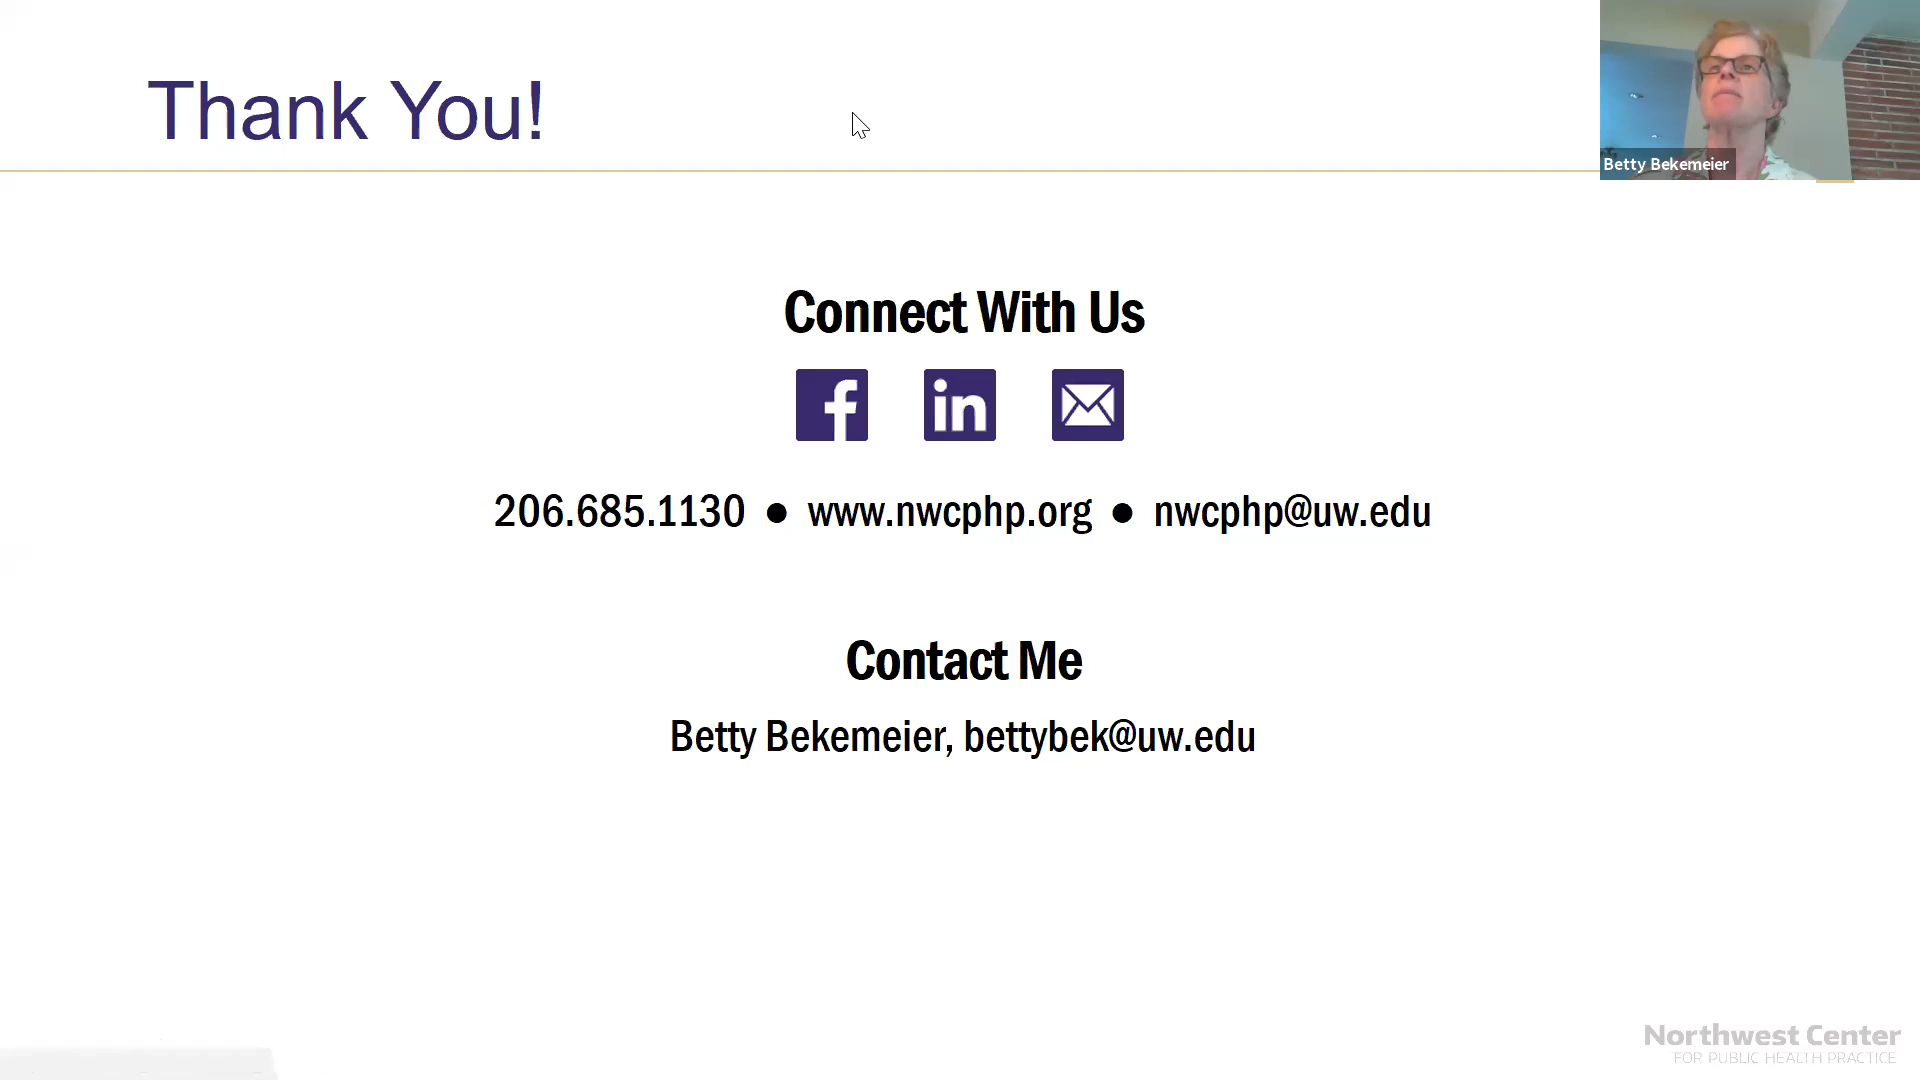 Thank You!
Betty Bekemeier
Connect With Us
f in
206.685.1130 ● www.nwcphp.org ● nwcphp@uw.edu
Contact Me
Betty Bekemeier, bettybek@uw.edu
Northwest Center
FOR PUBLIC HEALTH PRACTICE